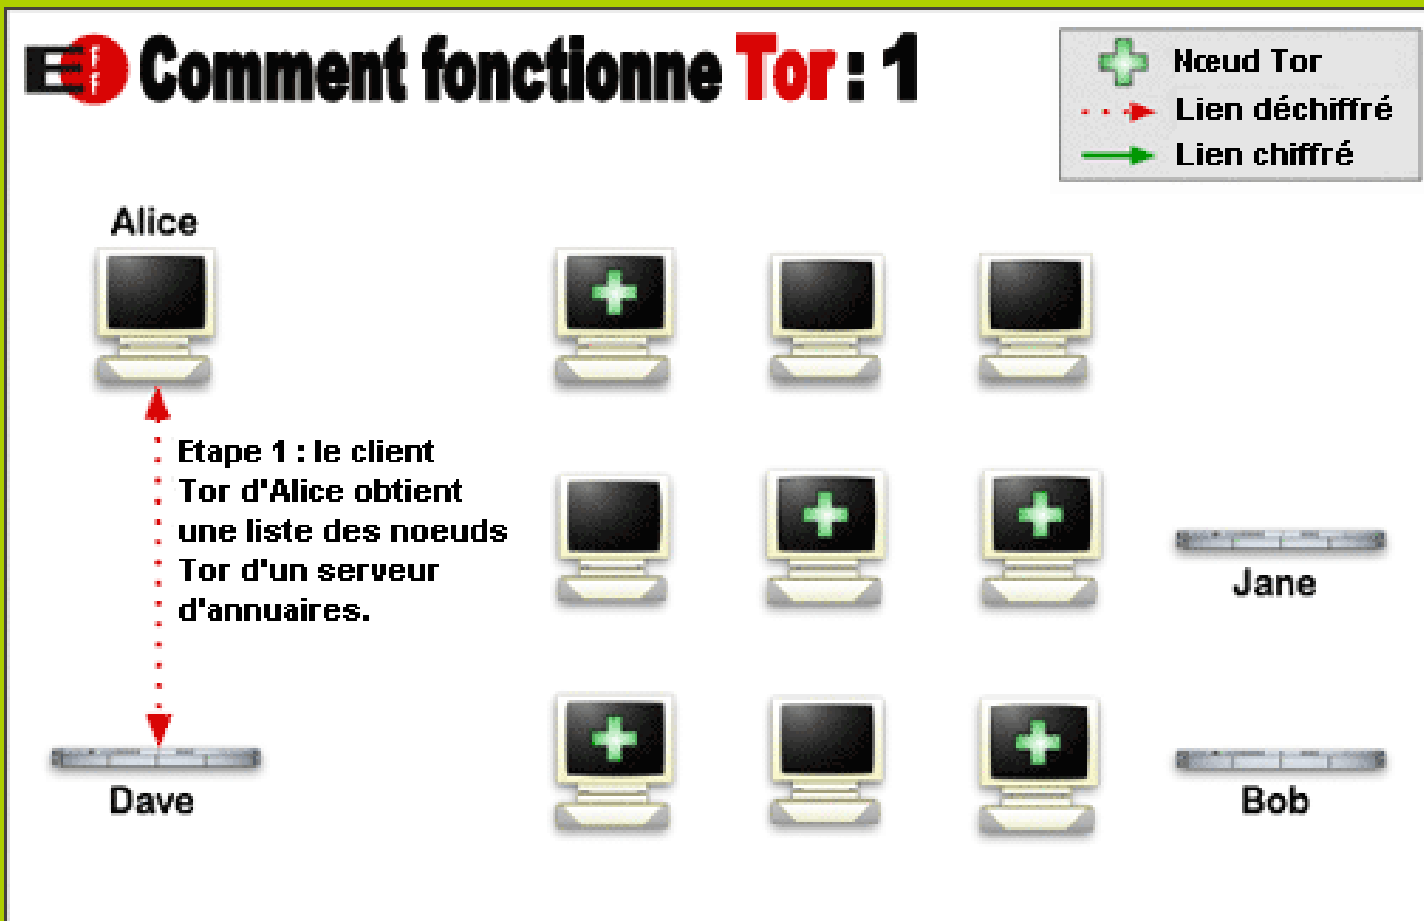 EFF Comment fonctionne Tor : 1
Nœud Tor
Lien déchiffré
Lien chiffré
Alice
Etape 1 : le client
Tor d'Alice obtient
une liste des noeuds
Tor d'un serveur
d'annuaires.
Jane
Dave
Bob